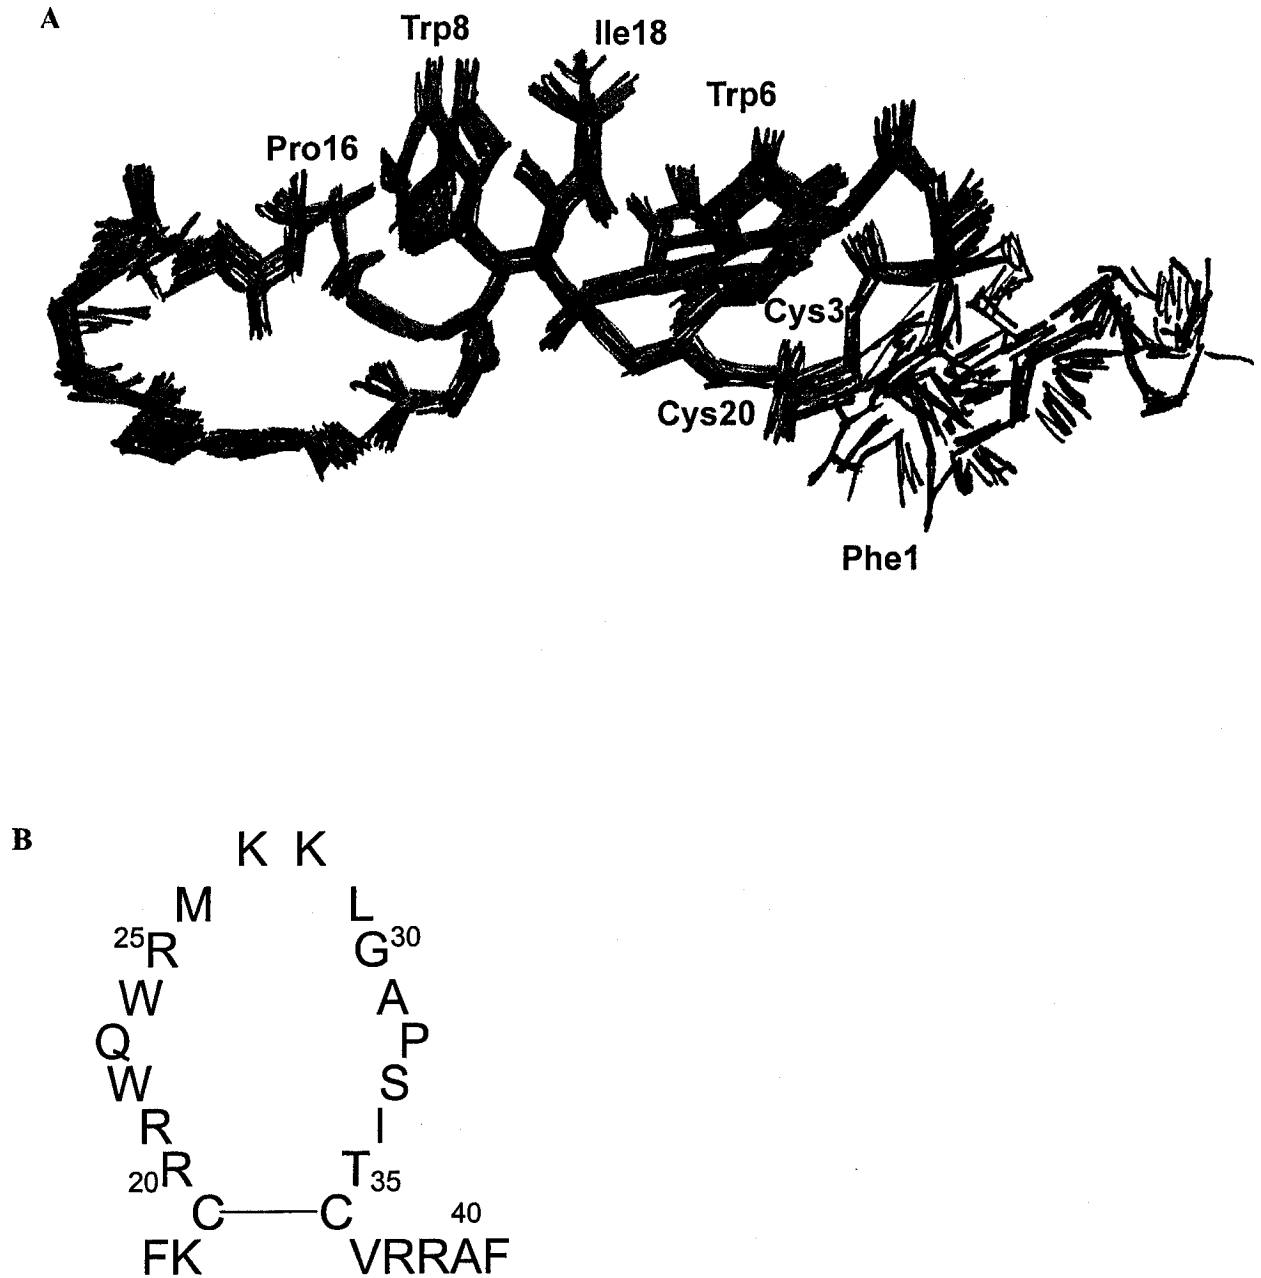 A
Trp8
Ile18
Trp6
Pro16
Cys3
Cys20
Phe1
B
K K
M L
25R G30
W A
Q P
W S
R I
20R T35
C C
40
FK VRRAF